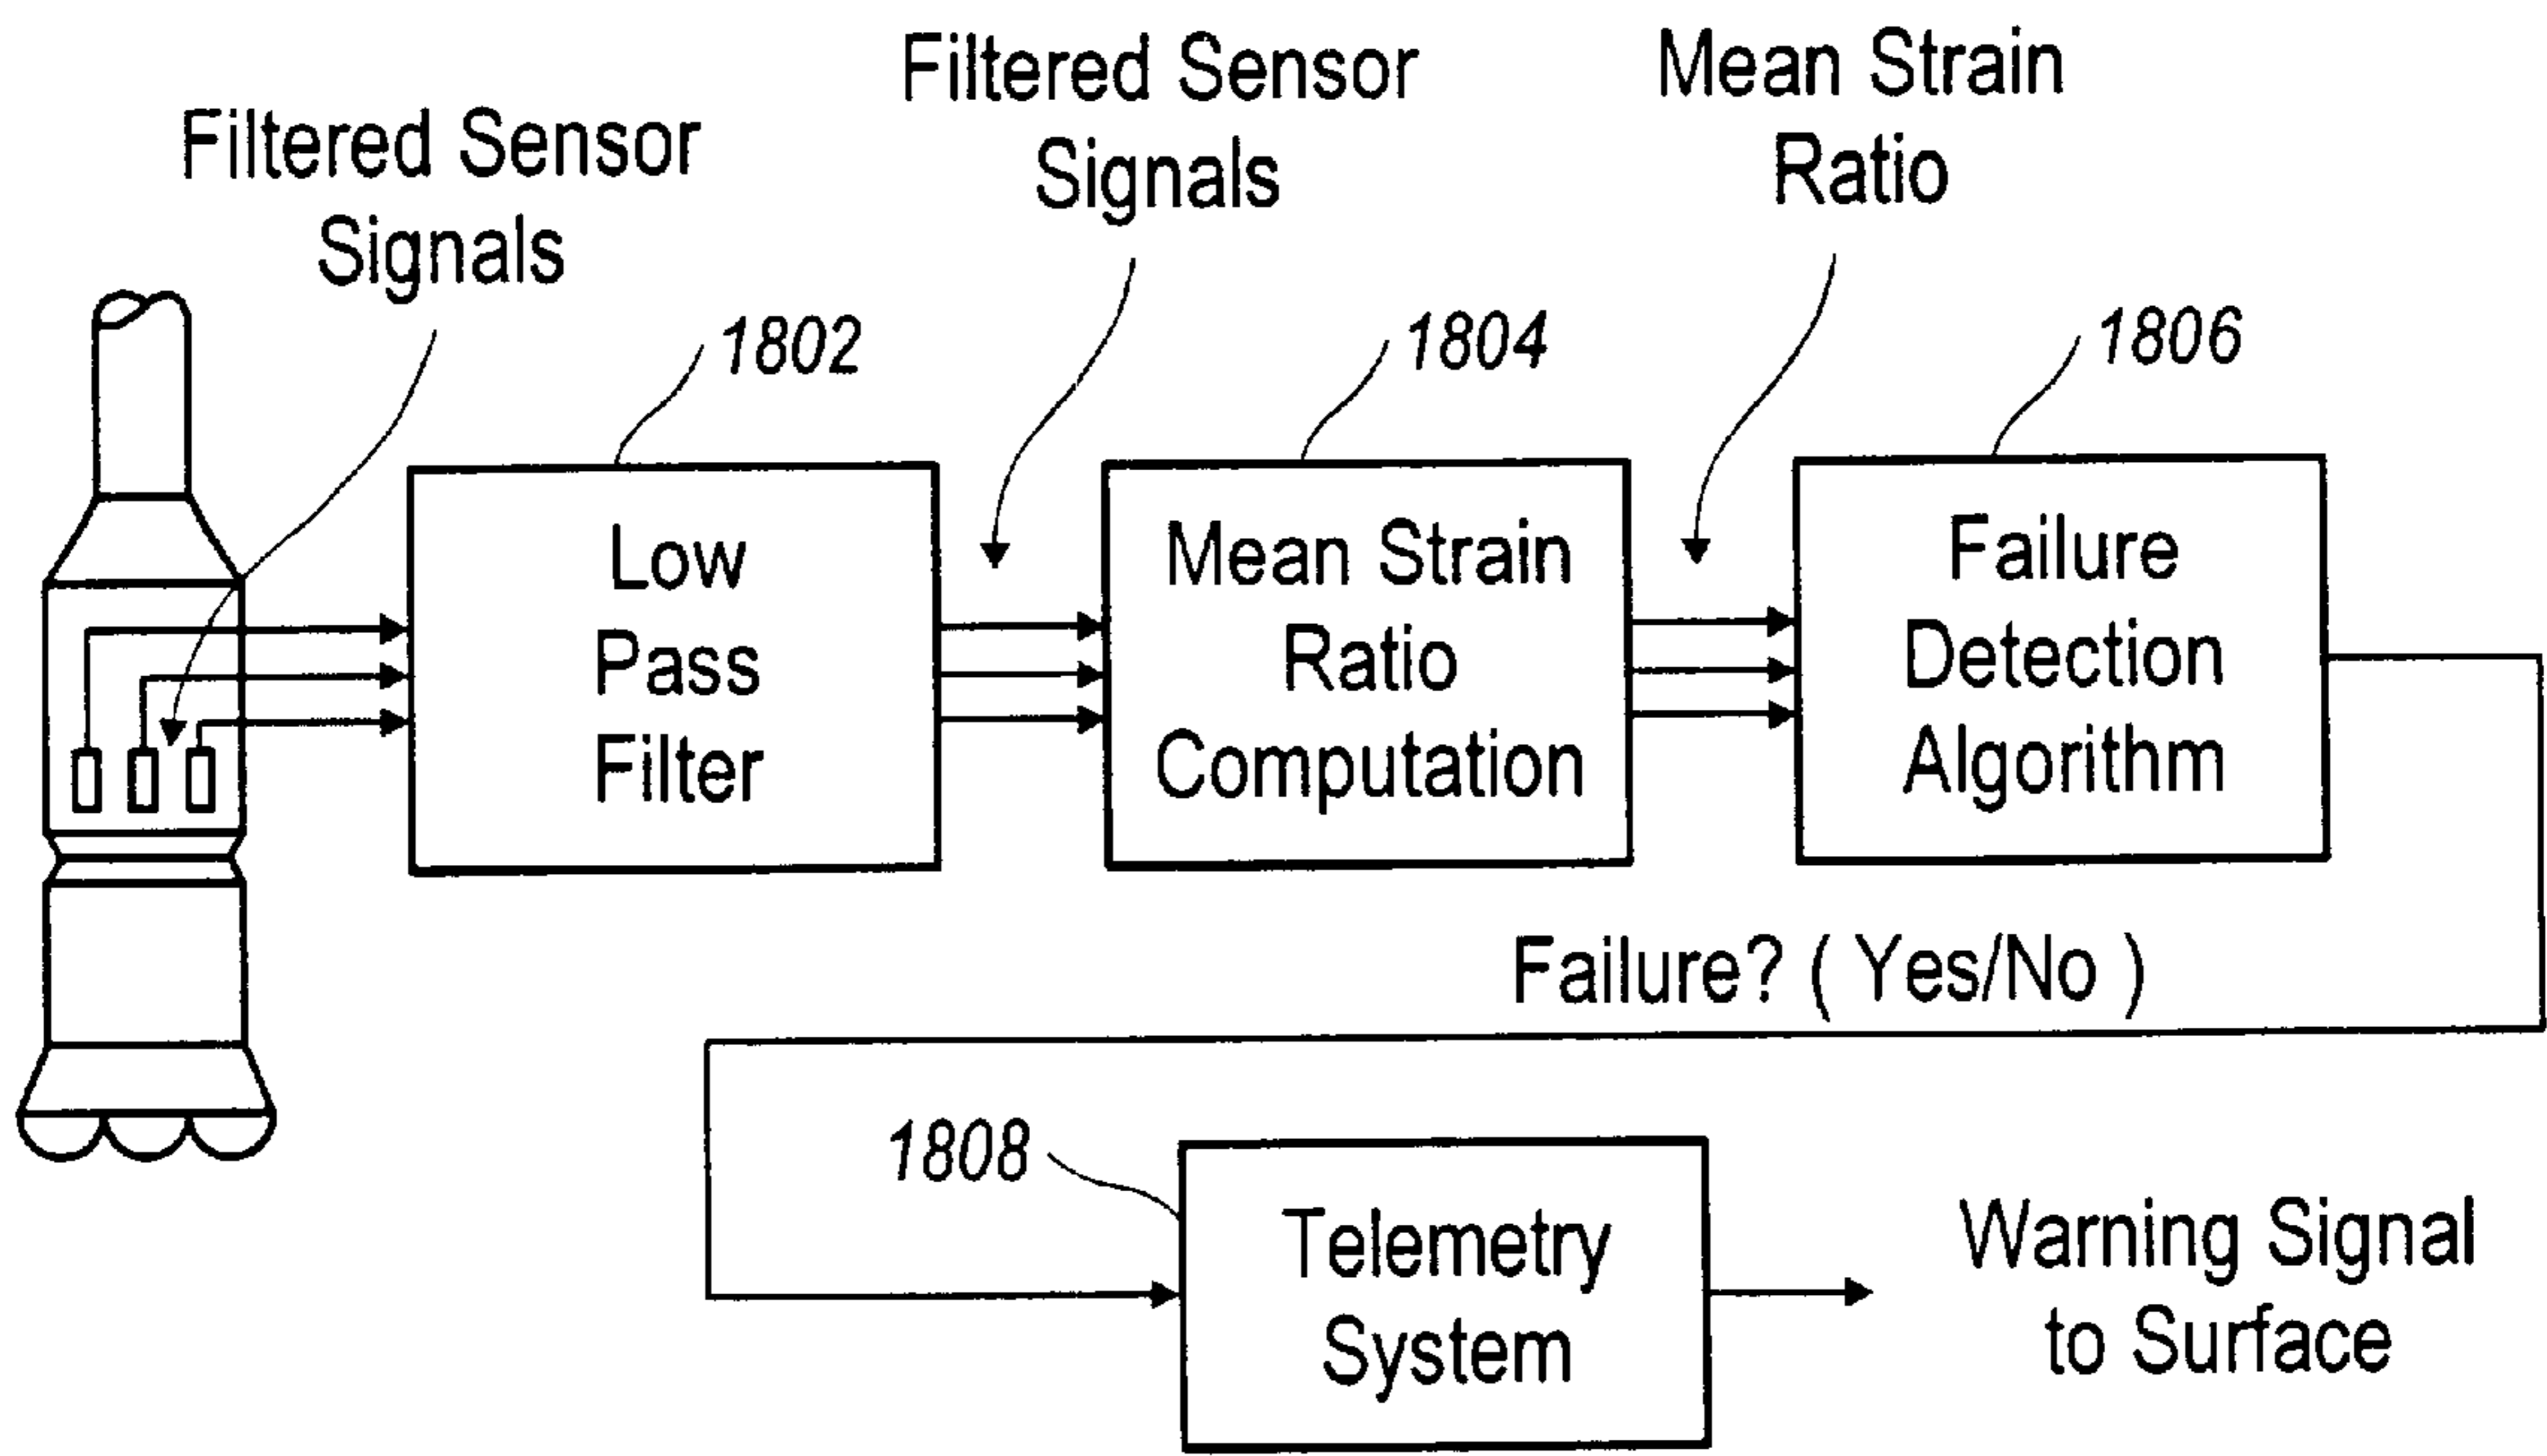 Filtered Sensor
Signals
Filtered Sensor
Signals
Mean Strain
Ratio
1802
1804
1806
Low
Pass
Filter
Mean Strain
Ratio
Computation
Failure
Detection
Algorithm
Failure? ( Yes/No )
1808
Telemetry
System
Warning Signal
to Surface